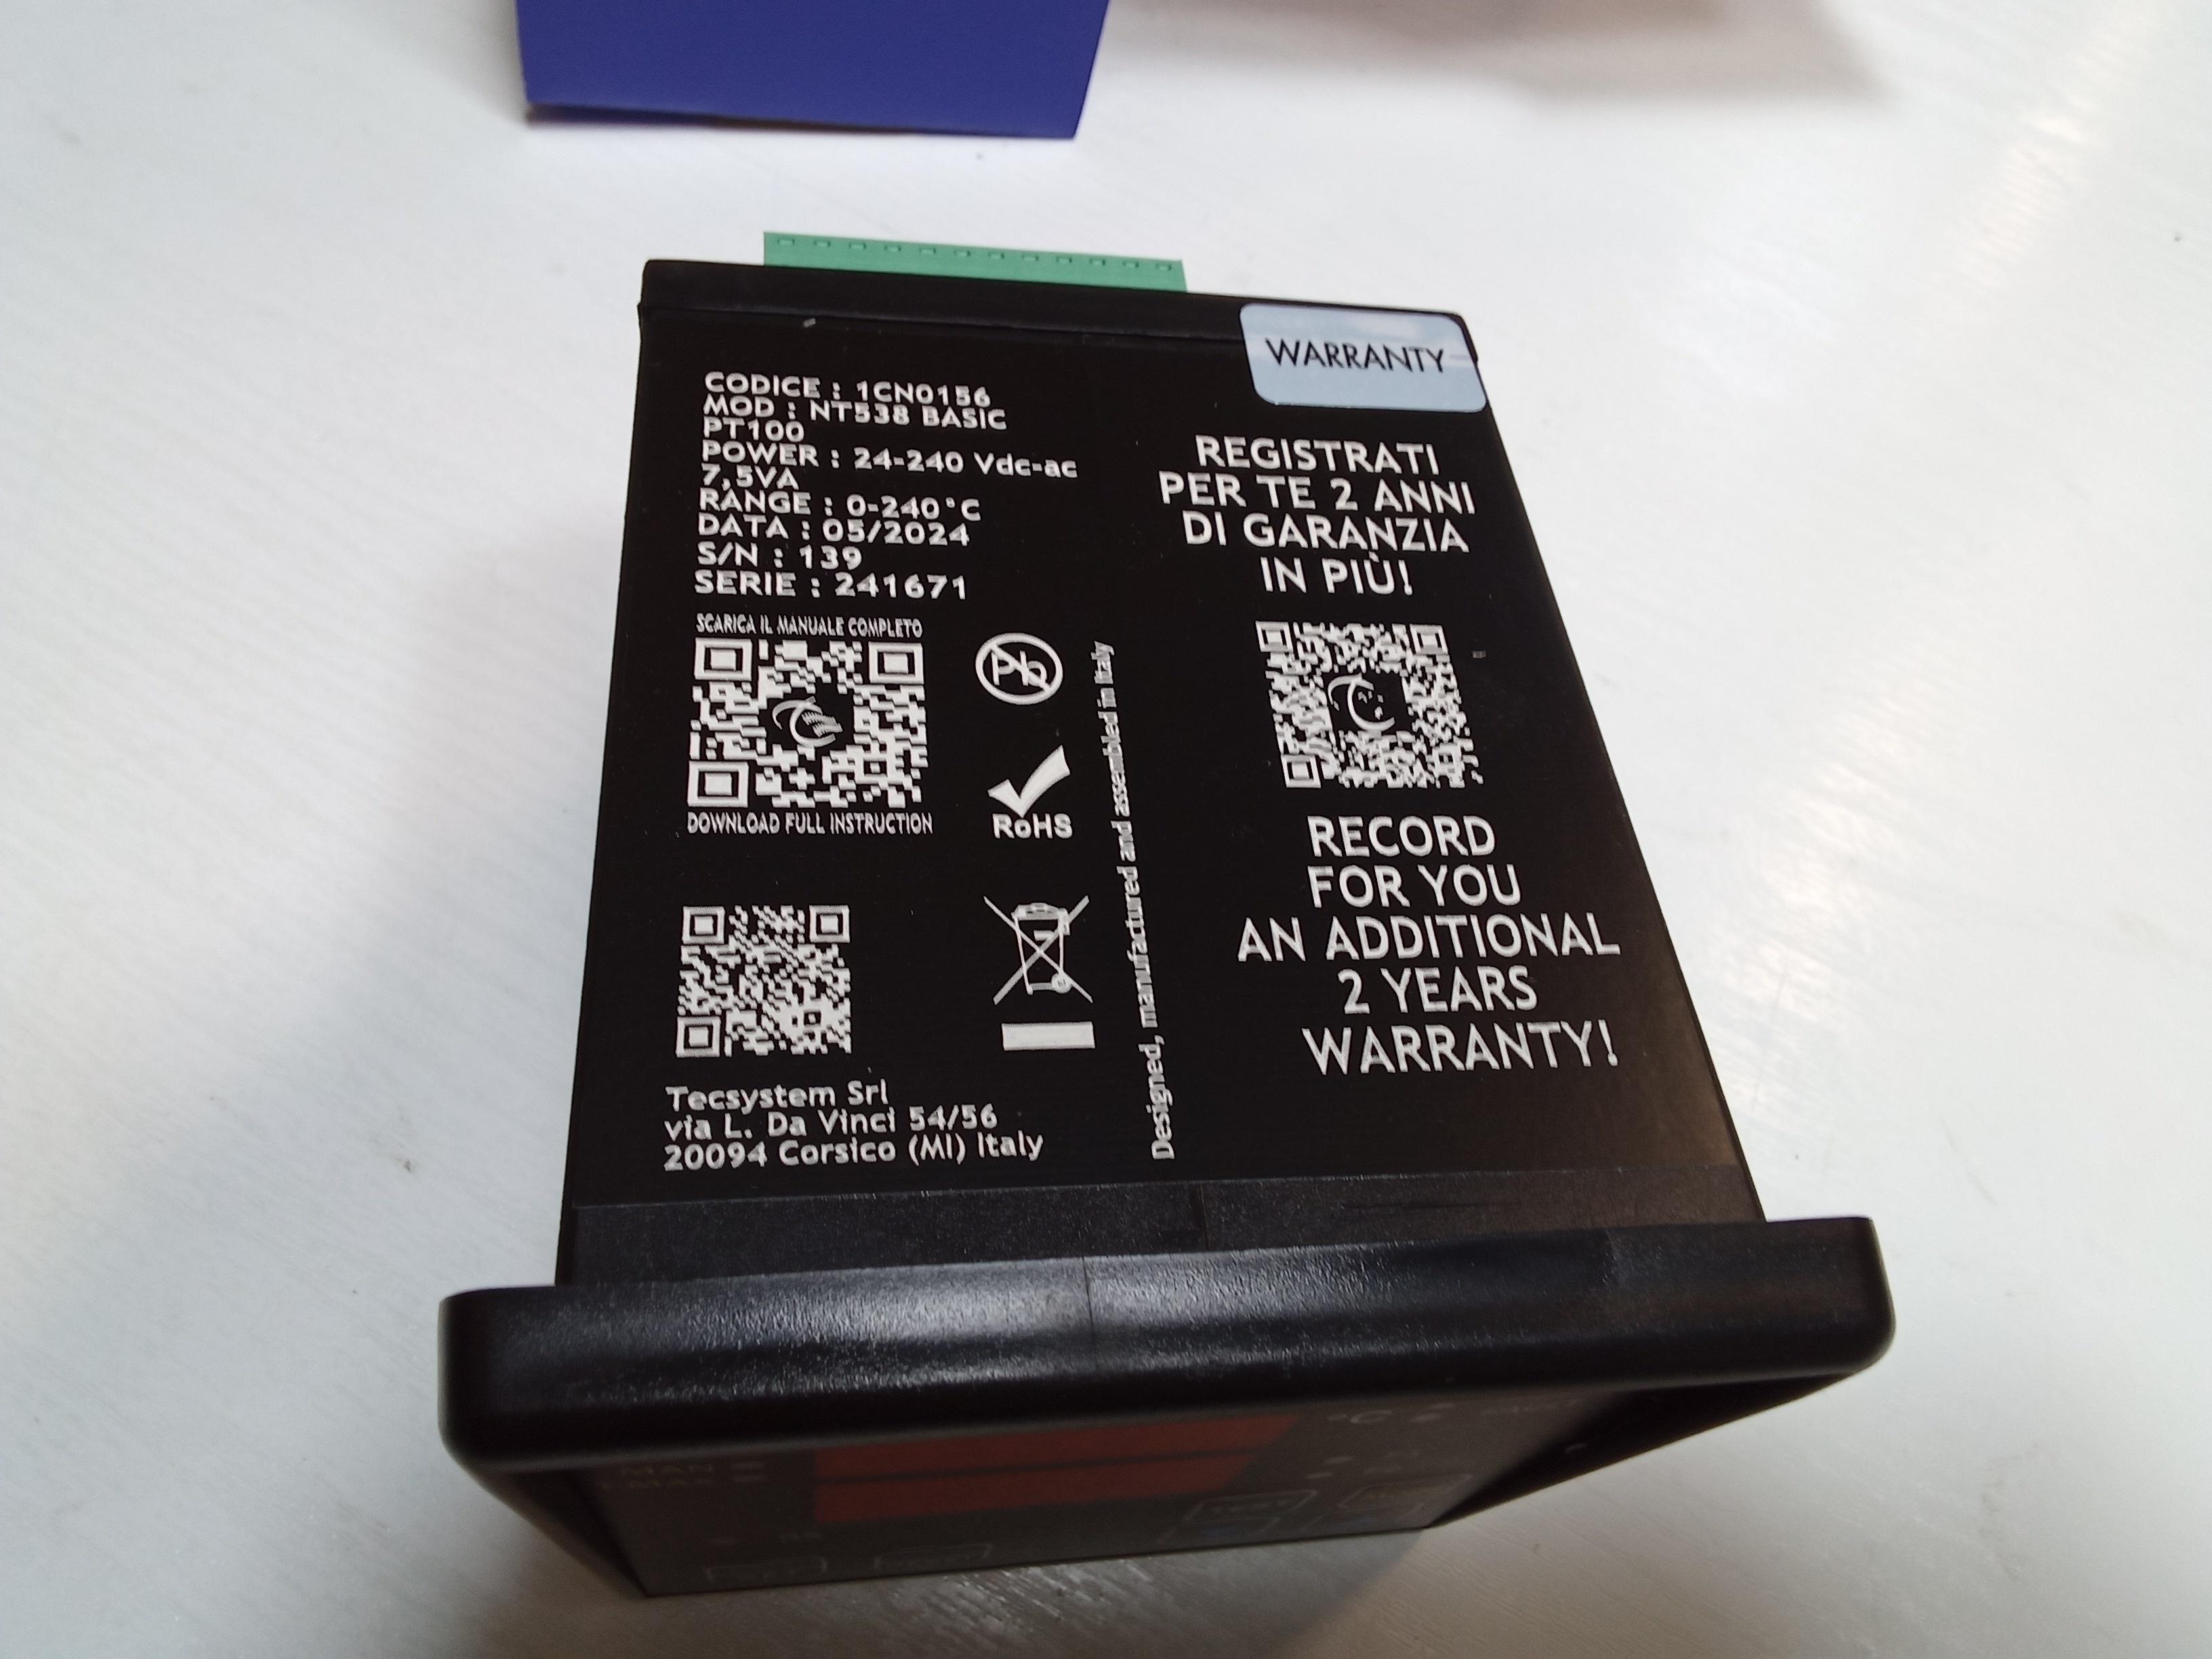 WARRANTY
CODICE : 1CN0156
MOD : NT538 BASIC
PT100
POWER : 24-240 Vdc-ac
7,5VA
RANGE : 0-240°C
DATA : 05/2024
S/N : 139
SERIE : 241671
SCARICA IL MANUALE COMPLETO
DOWNLOAD FULL INSTRUCTION
Pb
RoHS
Tecsystem Srl
via L. Da Vinci 54/56
20094 Corsico (MI) Italy
Designed, manufactured and assembled in Italy
REGISTRATI
PER TE 2 ANNI
DI GARANZIA
IN PIÙ!
RECORD
FOR YOU
AN ADDITIONAL
2 YEARS
WARRANTY!
°C
MAN